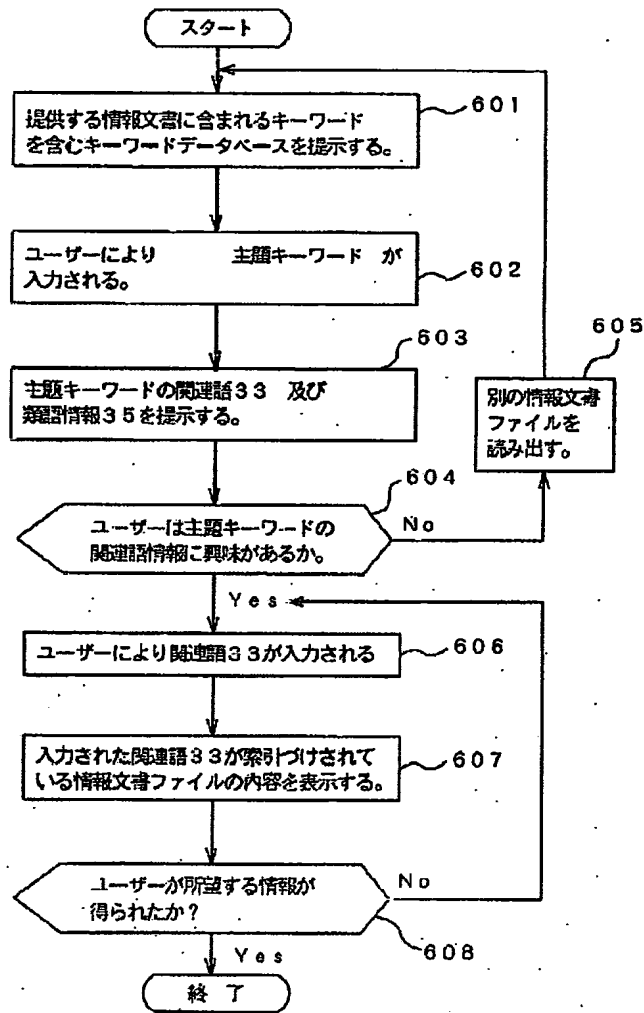 スタート
提供する情報文書に含まれるキーワード
を含むキーワードデータベースを提示する。
601
ユーザーにより 主題キーワード が
入力される。
602
603
主題キーワードの関連語33 及び
類語情報35を提示する。
605
別の情報文書
ファイルを
読み出す。
604
ユーザーは主題キーワードの
関連語情報に興味があるか。
No
Yes
ユーザーにより関連語33が入力される
606
入力された関連語33が索引づけされて
いる情報文書ファイルの内容を表示する。
607
ユーザーが所望する情報が
得られたか?
No
608
Yes
終了